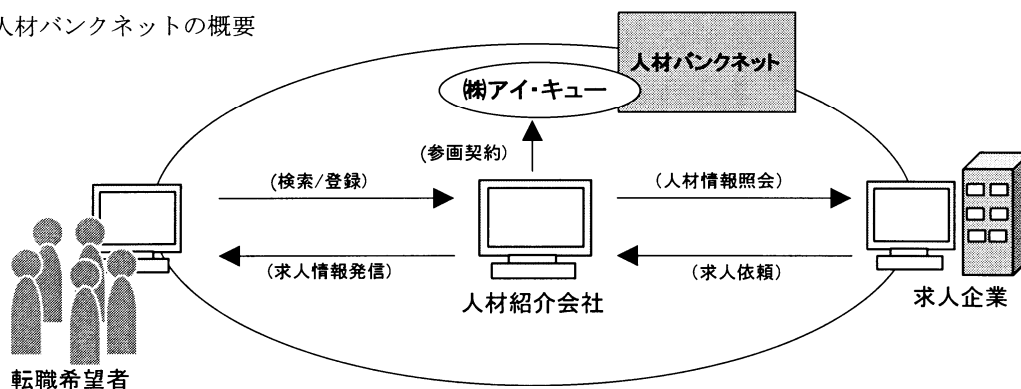 人材バンクネットの概要
人材バンクネット
㈱アイ・キュー
(参画契約)
(検索/登録)
(人材情報照会)
(求人情報発信)
(求人依頼)
人材紹介会社
求人企業
転職希望者